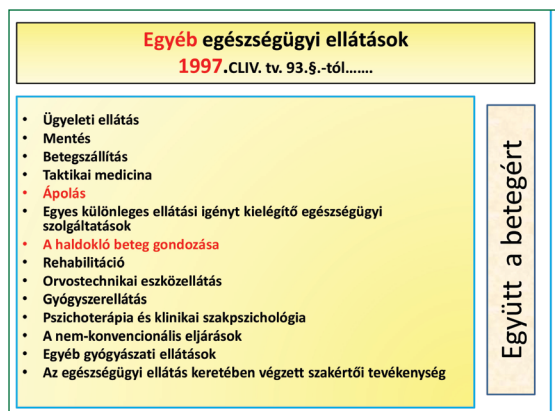 Egyéb egészségügyi ellátások
1997.CLIV. tv. 93.§.-tól.......
• Ügyeleti ellátás
• Mentés
• Betegszállítás
• Taktikai medicina
• Ápolás
• Egyes különleges ellátási igényt kielégítő egészségügyi
szolgáltatások
• A haldokló beteg gondozása
• Rehabilitáció
• Orvostechnikai eszközellátás
• Gyógyszerellátás
• Pszichoterápia és klinikai szakpszichológia
• A nem-konvencionális eljárások
• Egyéb gyógyászati ellátások
• Az egészségügyi ellátás keretében végzett szakértői tevékenység
Együtt a betegért